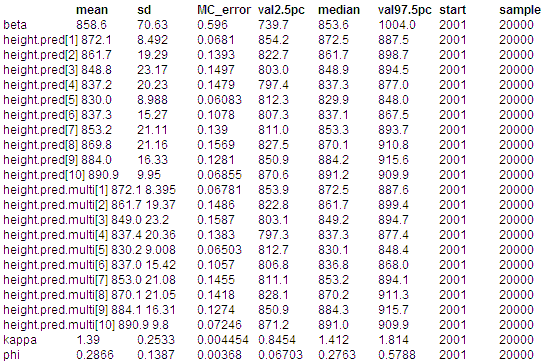 mean sd MC_error val2.5pc median val97.5pc start sample
beta 858.6 70.63 0.596 739.7 853.6 1004.0 2001 20000
height.pred[1] 872.1 8.492 0.0681 854.2 872.5 887.5 2001 20000
height.pred[2] 861.7 19.29 0.1393 822.7 861.7 898.7 2001 20000
height.pred[3] 848.8 23.17 0.1497 803.0 848.9 894.5 2001 20000
height.pred[4] 837.2 20.23 0.1479 797.4 837.3 877.0 2001 20000
height.pred[5] 830.0 8.988 0.06083 812.3 829.9 848.0 2001 20000
height.pred[6] 837.3 15.27 0.1078 807.3 837.1 867.5 2001 20000
height.pred[7] 853.2 21.11 0.139 811.0 853.3 893.7 2001 20000
height.pred[8] 869.8 21.16 0.1569 827.5 870.1 910.8 2001 20000
height.pred[9] 884.0 16.33 0.1281 850.9 884.2 915.6 2001 20000
height.pred[10] 890.9 9.95 0.06855 870.6 891.2 909.9 2001 20000
height.pred.multi[1] 872.1 8.395 0.06781 853.9 872.5 887.6 2001 20000
height.pred.multi[2] 861.7 19.37 0.1486 822.8 861.7 899.4 2001 20000
height.pred.multi[3] 849.0 23.2 0.1587 803.1 849.2 894.7 2001 20000
height.pred.multi[4] 837.4 20.36 0.1383 797.3 837.3 877.4 2001 20000
height.pred.multi[5] 830.2 9.008 0.06503 812.7 830.1 848.4 2001 20000
height.pred.multi[6] 837.0 15.42 0.1057 806.8 836.8 868.0 2001 20000
height.pred.multi[7] 853.0 21.08 0.1455 811.1 853.2 894.1 2001 20000
height.pred.multi[8] 870.1 21.05 0.1418 828.1 870.2 911.3 2001 20000
height.pred.multi[9] 884.1 16.31 0.1274 850.9 884.3 915.7 2001 20000
height.pred.multi[10] 890.9 9.8 0.07246 871.2 891.0 909.9 2001 20000
kappa 1.39 0.2533 0.004454 0.8454 1.412 1.814 2001 20000
phi 0.2866 0.1387 0.00368 0.06703 0.2763 0.5788 2001 20000